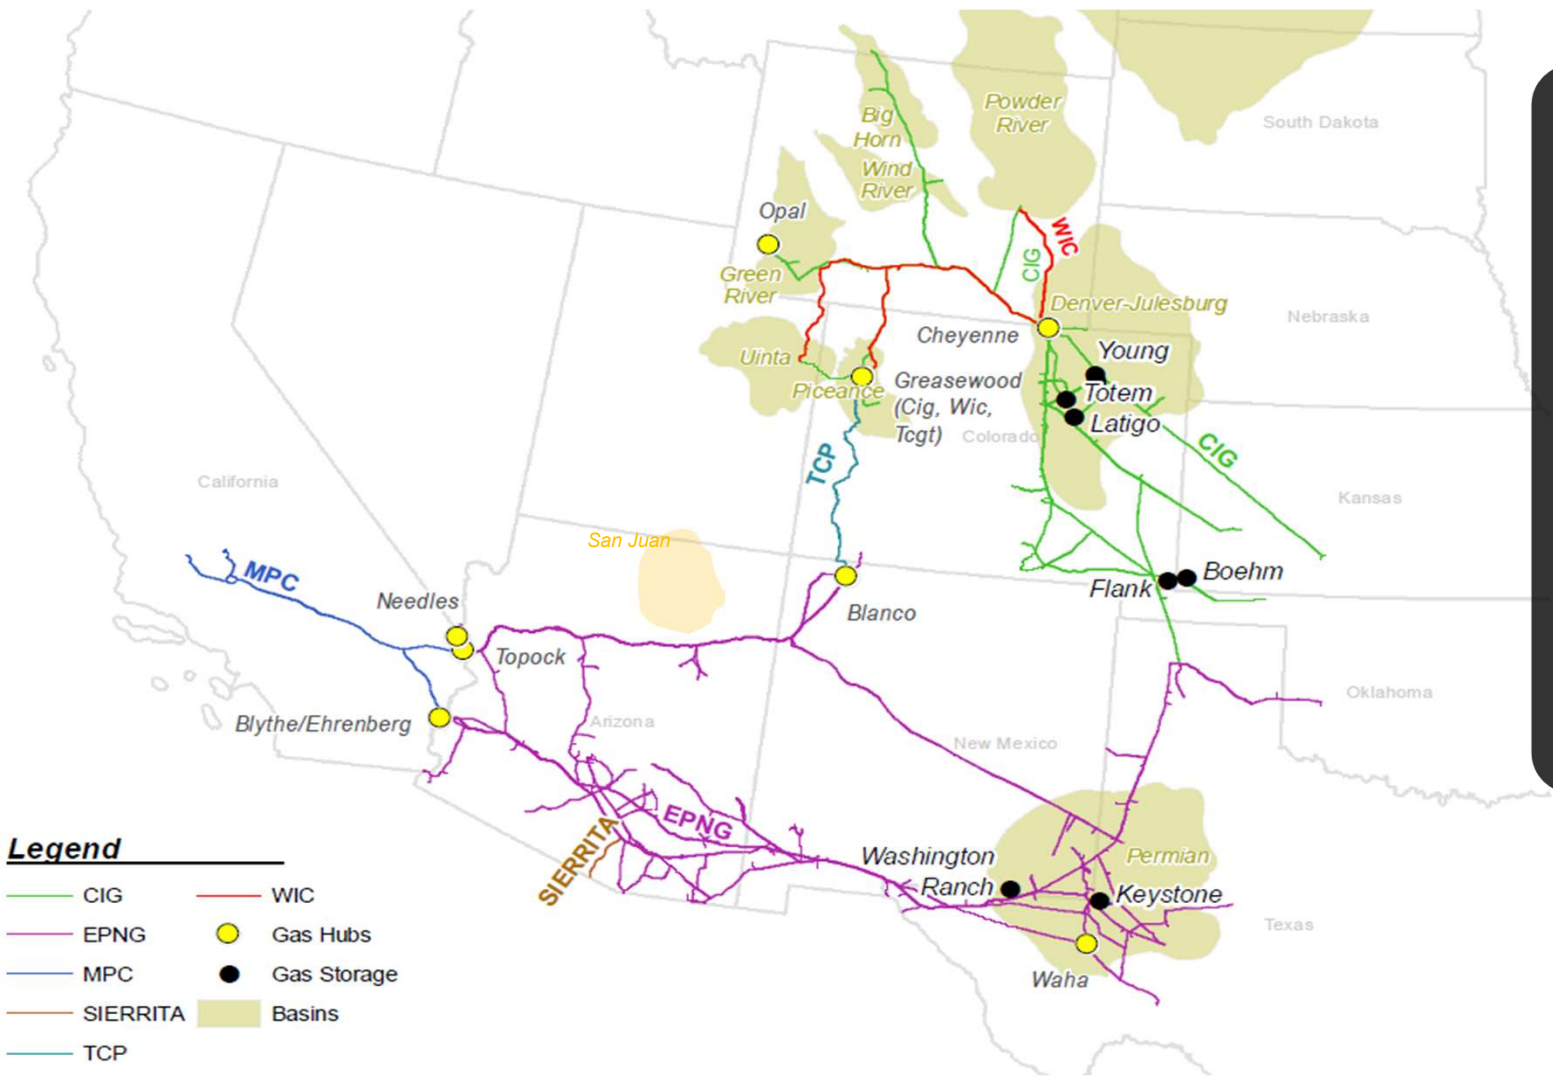 Big
Horn
Powder
River
South Dakota
Wind
River
Opal
WIC
CIG
Green
River
Denver-Julesburg
Nebraska
Cheyenne
Young
Uinta
Piceance
Greasewood
(Cig, Wic,
Tcgt)
Totem
Latigo
Colorado
CIG
TCP
California
Kansas
San Juan
MPC
Needles
Flank
Boehm
Blanco
Topock
Blythe/Ehrenberg
Arizona
New Mexico
Oklahoma
EPNG
SIERRITA
Washington
Ranch
Permian
Keystone
Texas
Waha
Legend
CIG
WIC
EPNG
Gas Hubs
MPC
Gas Storage
SIERRITA
Basins
TCP